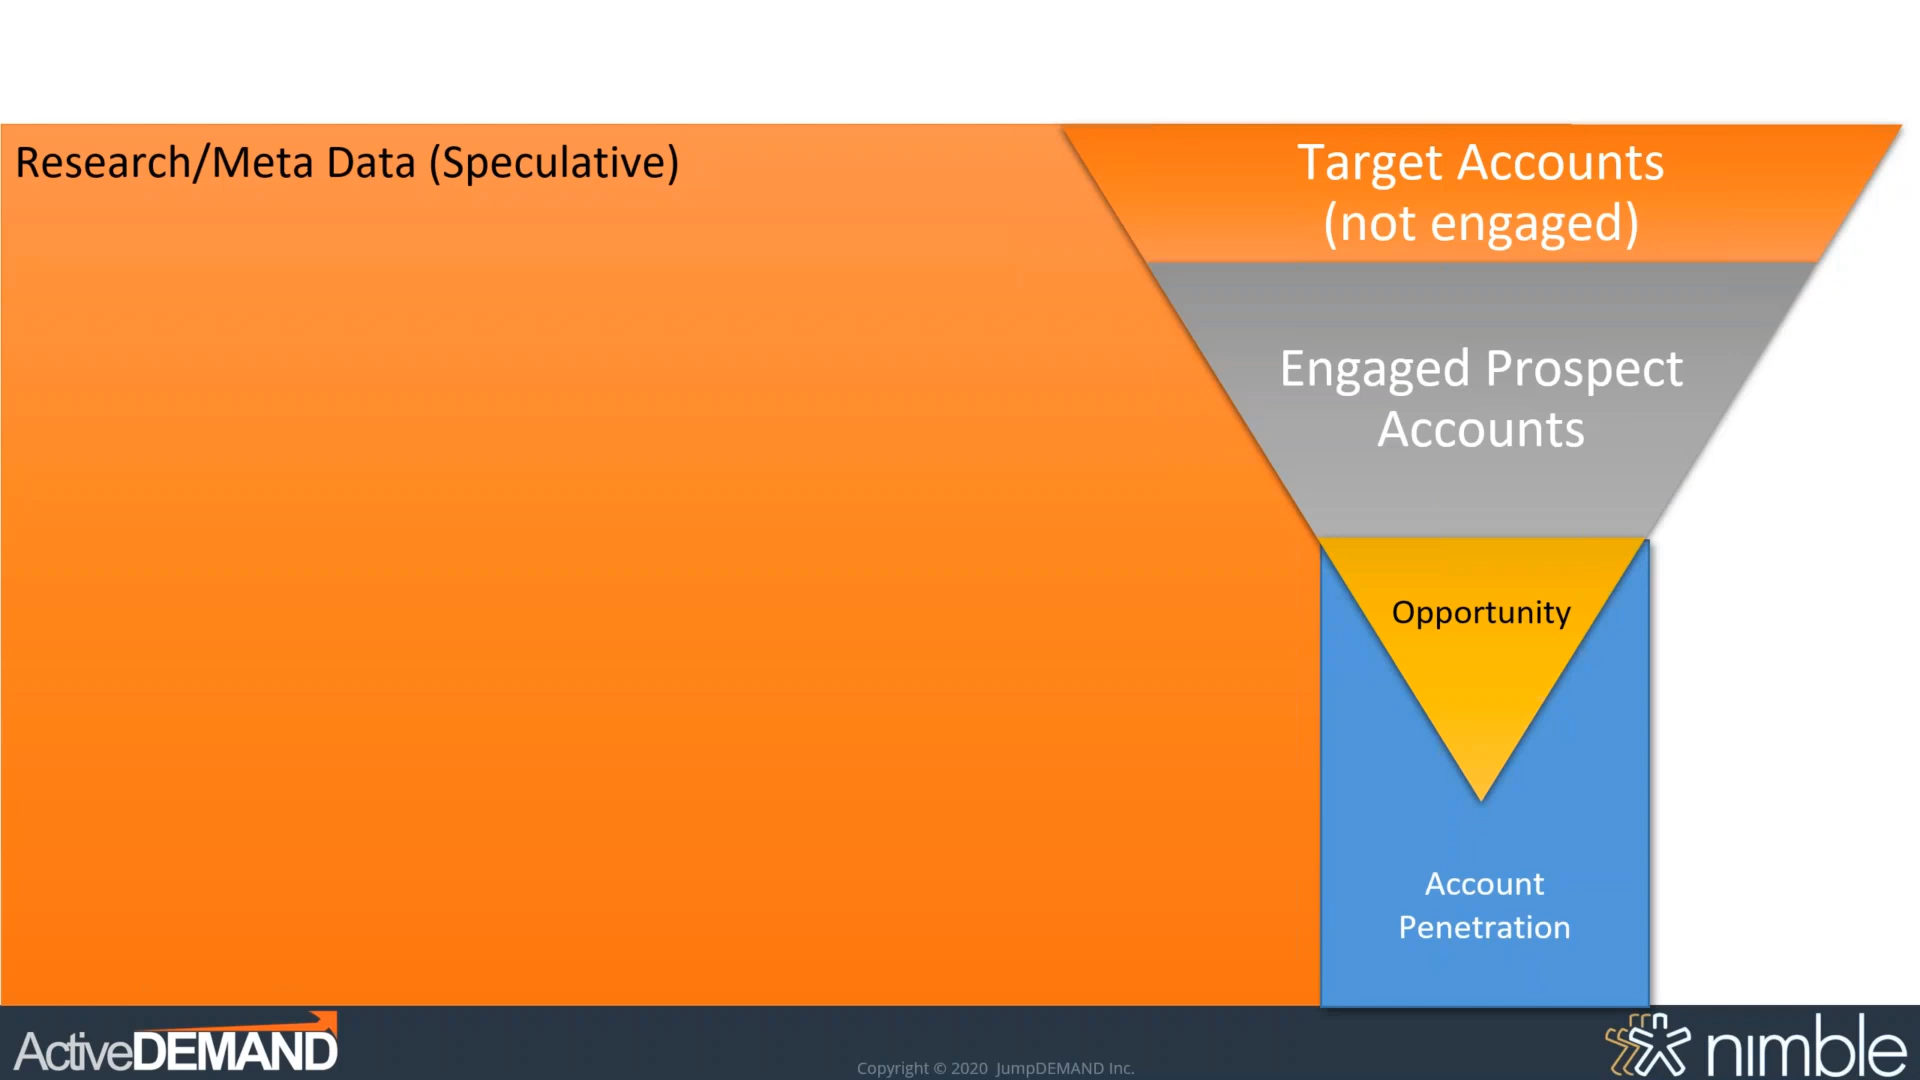 Research/Meta Data (Speculative)
Target Accounts
(not engaged)
Engaged Prospect
Accounts
Opportunity
Account
Penetration
ActiveDEMAND
Copyright © 2020 JumpDEMAND Inc.
nimble